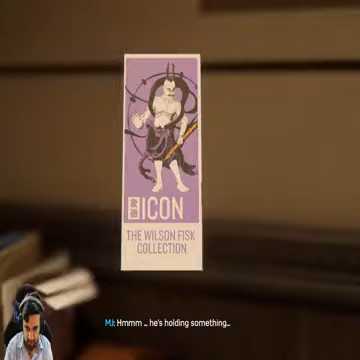 ICON
THE WILSON FISK
COLLECTION
MJ: Hmmm ... he's holding something...